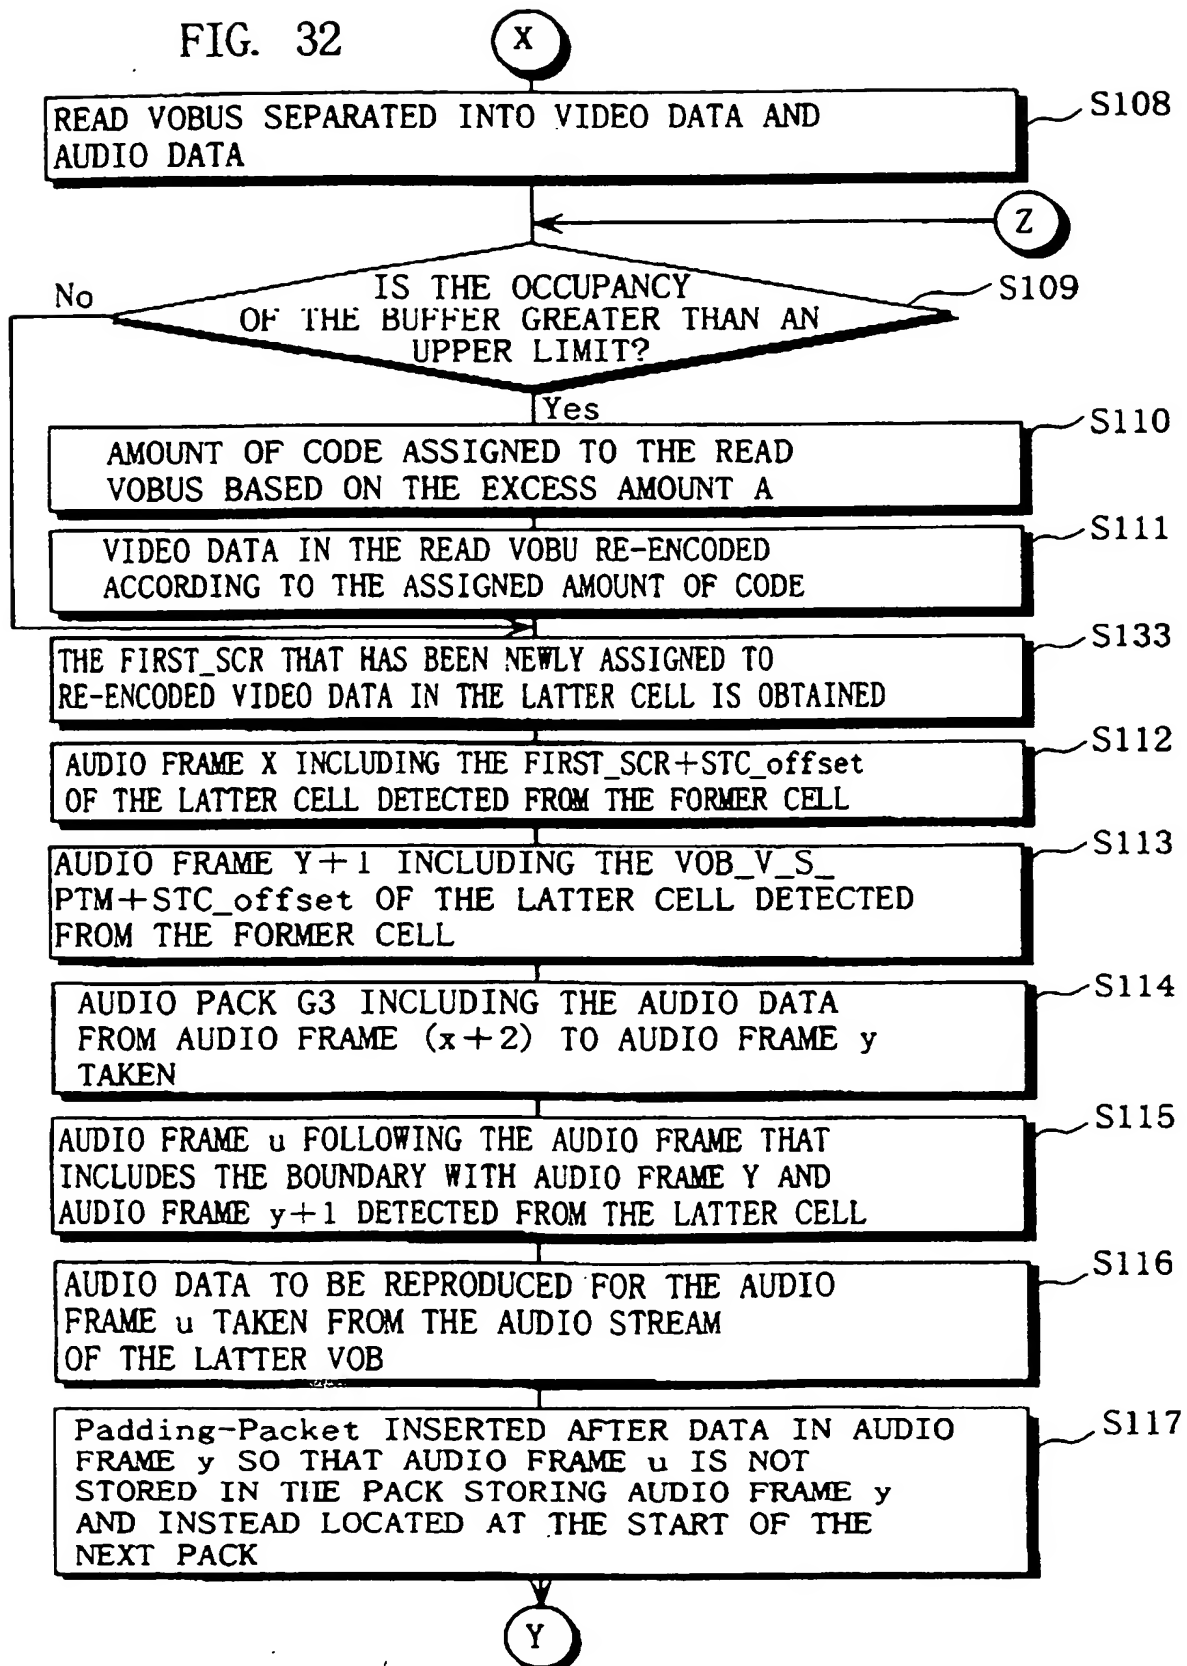 FIG. 32
X
READ VOBUS SEPARATED INTO VIDEO DATA AND
AUDIO DATA
S108
Z
IS THE OCCUPANCY
OF THE BUFFER GREATER THAN AN
UPPER LIMIT?
S109
No
Yes
AMOUNT OF CODE ASSIGNED TO THE READ
VOBUS BASED ON THE EXCESS AMOUNT A
S110
VIDEO DATA IN THE READ VOBU RE-ENCODED
ACCORDING TO THE ASSIGNED AMOUNT OF CODE
S111
THE FIRST_SCR THAT HAS BEEN NEWLY ASSIGNED TO
RE-ENCODED VIDEO DATA IN THE LATTER CELL IS OBTAINED
S133
AUDIO FRAME X INCLUDING THE FIRST_SCR+STC_offset
OF THE LATTER CELL DETECTED FROM THE FORMER CELL
S112
AUDIO FRAME Y+1 INCLUDING THE VOB_V_S_
PTM+STC_offset OF THE LATTER CELL DETECTED
FROM THE FORMER CELL
S113
AUDIO PACK G3 INCLUDING THE AUDIO DATA
FROM AUDIO FRAME (x+2) TO AUDIO FRAME y
TAKEN
S114
AUDIO FRAME u FOLLOWING THE AUDIO FRAME THAT
INCLUDES THE BOUNDARY WITH AUDIO FRAME Y AND
AUDIO FRAME y+1 DETECTED FROM THE LATTER CELL
S115
AUDIO DATA TO BE REPRODUCED FOR THE AUDIO
FRAME u TAKEN FROM THE AUDIO STREAM
OF THE LATTER VOB
S116
Padding-Packet INSERTED AFTER DATA IN AUDIO
FRAME y SO THAT AUDIO FRAME u IS NOT
STORED IN THE PACK STORING AUDIO FRAME y
AND INSTEAD LOCATED AT THE START OF THE
NEXT PACK
S117
Y